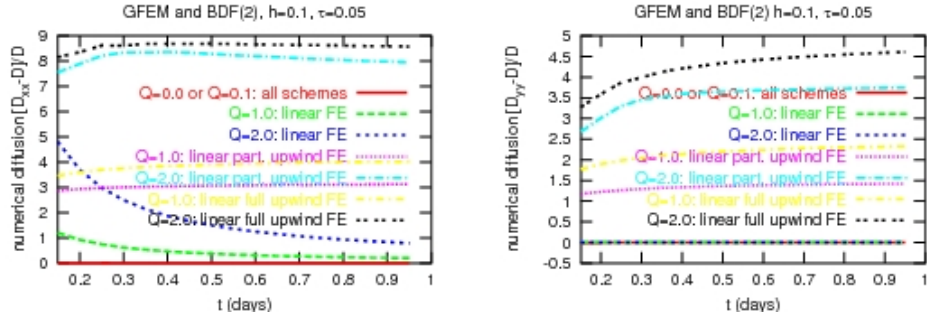 GFEM and BDF(2), h=0.1, τ=0.05
numerical diffusion [Dxx-D]/D
9
8
7
6
5
4
3
2
1
0
Q=0.0 or Q=0.1: all schemes
Q=1.0: linear FE
Q=2.0: linear FE
Q=1.0: linear part. upwind FE
Q=2.0: linear part. upwind FE
Q=1.0: linear full upwind FE
Q=2.0: linear full upwind FE
0.2 0.3 0.4 0.5 0.6 0.7 0.8 0.9 1
t (days)
GFEM and BDF(2) h=0.1, τ=0.05
numerical diffusion [Dyy-D]/D
5
4.5
4
3.5
3
2.5
2
1.5
1
0.5
0
-0.5
Q=0.0 or Q=0.1: all schemes
Q=1.0: linear FE
Q=2.0: linear FE
Q=1.0: linear part. upwind FE
Q=2.0: linear part. upwind FE
Q=1.0: linear full upwind FE
Q=2.0: linear full upwind FE
0.2 0.3 0.4 0.5 0.6 0.7 0.8 0.9 1
t (days)